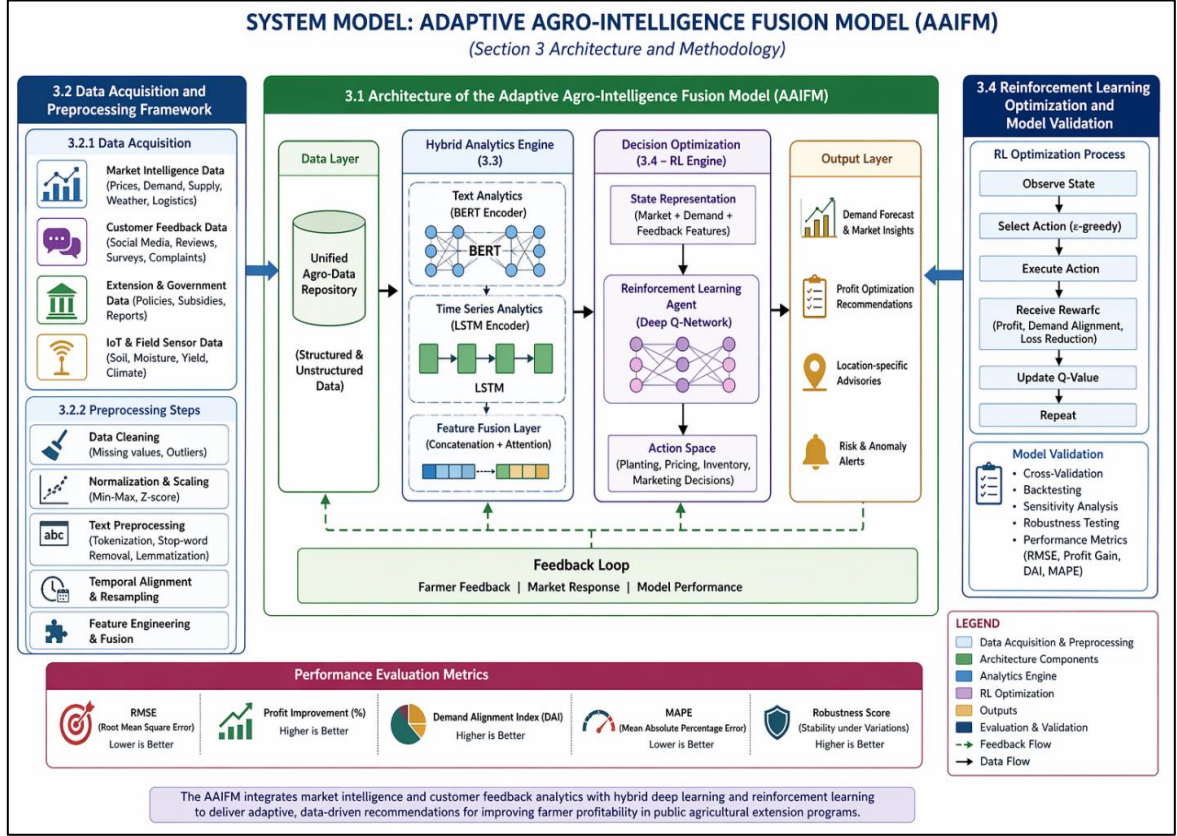 SYSTEM MODEL: ADAPTIVE AGRO-INTELLIGENCE FUSION MODEL (AAIFM)
(Section 3 Architecture and Methodology)
3.2 Data Acquisition and
Preprocessing Framework
3.2.1 Data Acquisition
Market Intelligence Data
(Prices, Demand, Supply,
Weather, Logistics)
Customer Feedback Data
(Social Media, Reviews,
Surveys, Complaints)
Extension & Government
Data (Policies, Subsidies,
Reports)
IoT & Field Sensor Data
(Soil, Moisture, Yield,
Climate)
3.2.2 Preprocessing Steps
Data Cleaning
(Missing values, Outliers)
Normalization & Scaling
(Min-Max, Z-score)
abc
Text Preprocessing
(Tokenization, Stop-word
Removal, Lemmatization)
Temporal Alignment
& Resampling
Feature Engineering
& Fusion
3.1 Architecture of the Adaptive Agro-Intelligence Fusion Model (AAIFM)
Data Layer
Unified
Agro-Data
Repository
(Structured &
Unstructured
Data)
Hybrid Analytics Engine
(3.3)
Text Analytics
(BERT Encoder)
BERT
Time Series Analytics
(LSTM Encoder)
LSTM
Feature Fusion Layer
(Concatenation + Attention)
Decision Optimization
(3.4 – RL Engine)
State Representation
(Market + Demand +
Feedback Features)
Reinforcement Learning
Agent
(Deep Q-Network)
Action Space
(Planting, Pricing, Inventory,
Marketing Decisions)
Output Layer
Demand Forecast
& Market Insights
Profit Optimization
Recommendations
Location-specific
Advisories
Risk & Anomaly
Alerts
Feedback Loop
Farmer Feedback | Market Response | Model Performance
3.4 Reinforcement Learning
Optimization and
Model Validation
RL Optimization Process
Observe State
Select Action (ε-greedy)
Execute Action
Receive Rewarfc
(Profit, Demand Alignment,
Loss Reduction)
Update Q-Value
Repeat
Model Validation
• Cross-Validation
• Backtesting
• Sensitivity Analysis
• Robustness Testing
• Performance Metrics
(RMSE, Profit Gain,
DAI, MAPE)
LEGEND
Data Acquisition & Preprocessing
Architecture Components
Analytics Engine
RL Optimization
Outputs
Evaluation & Validation
Feedback Flow
Data Flow
Performance Evaluation Metrics
RMSE
(Root Mean Square Error)
Lower is Better
Profit Improvement (%)
Higher is Better
Demand Alignment Index (DAI)
Higher is Better
MAPE
(Mean Absolute Percentage Error)
Lower is Better
Robustness Score
(Stability under Variations)
Higher is Better
The AAIFM integrates market intelligence and customer feedback analytics with hybrid deep learning and reinforcement learning
to deliver adaptive, data-driven recommendations for improving farmer profitability in public agricultural extension programs.